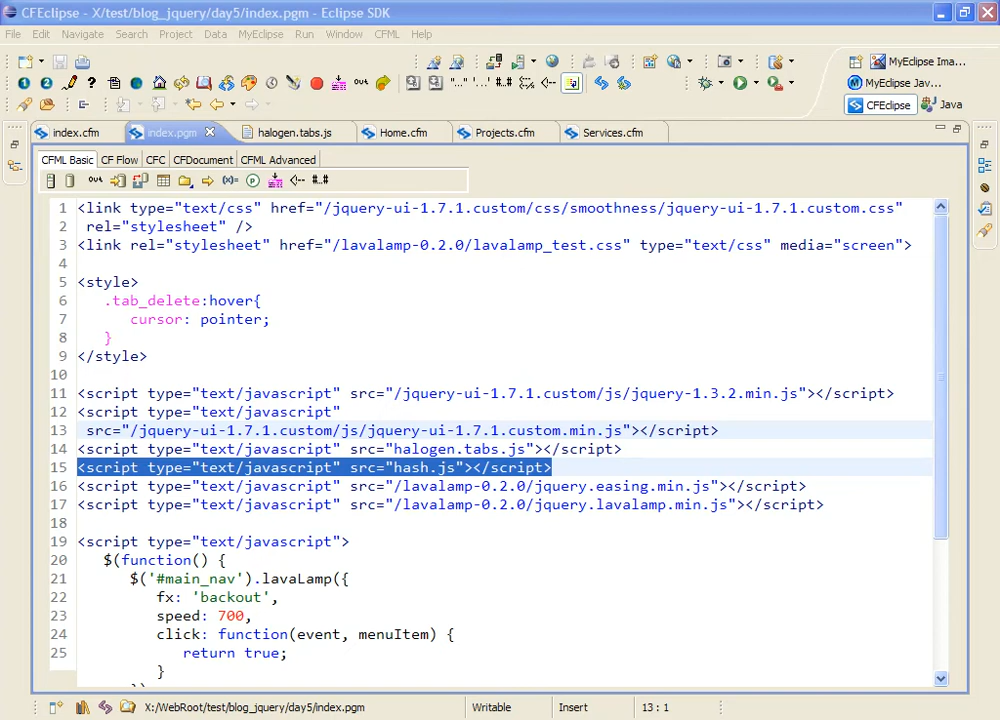 CFEclipse - X/test/blog_jquery/day5/index.pgm - Eclipse SDK
File Edit Navigate Search Project Data MyEclipse Run Window CFML Help
MyEclipse Ima...
MyEclipse Jav...
CFEclipse Java
index.cfm index.pgm halogen.tabs.js Home.cfm Projects.cfm Services.cfm
CFML Basic CF Flow CFC CFDocument CFML Advanced
1 <link type="text/css" href="/jquery-ui-1.7.1.custom/css/smoothness/jquery-ui-1.7.1.custom.css"
2 rel="stylesheet" />
3 <link rel="stylesheet" href="/lavalamp-0.2.0/lavalamp_test.css" type="text/css" media="screen">
4
5 <style>
6 .tab_delete:hover{
7 cursor: pointer;
8 }
9 </style>
10
11 <script type="text/javascript" src="/jquery-ui-1.7.1.custom/js/jquery-1.3.2.min.js"></script>
12 <script type="text/javascript"
13 src="/jquery-ui-1.7.1.custom/js/jquery-ui-1.7.1.custom.min.js"></script>
14 <script type="text/javascript" src="halogen.tabs.js"></script>
15 <script type="text/javascript" src="hash.js"></script>
16 <script type="text/javascript" src="/lavalamp-0.2.0/jquery.easing.min.js"></script>
17 <script type="text/javascript" src="/lavalamp-0.2.0/jquery.lavalamp.min.js"></script>
18
19 <script type="text/javascript">
20 $(function() {
21 $('#main_nav').lavaLamp({
22 fx: 'backout',
23 speed: 700,
24 click: function(event, menuItem) {
25 return true;
}
X:/WebRoot/test/blog_jquery/day5/index.pgm Writable Insert 13 : 1